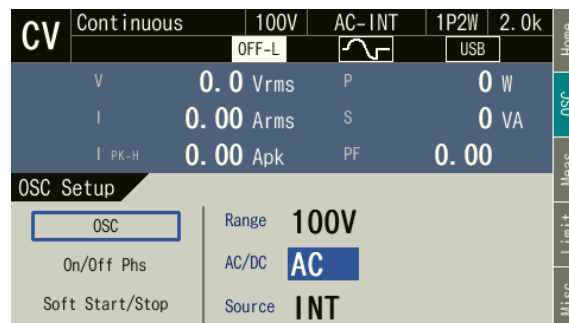 CV Continuous 100V AC-INT 1P2W 2.0k
OFF-L USB
V 0.0 Vrms P 0 W
I 0.00 Arms S 0 VA
I PK-H 0.00 Apk PF 0.00
OSC Setup
OSC Range 100V
On/Off Phs AC/DC AC
Soft Start/Stop Source INT
Home
OSC
Meas
Limit
Misc